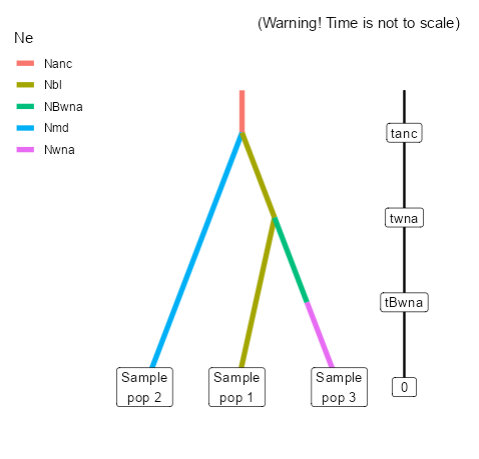 (Warning! Time is not to scale)
Ne
Nanc
Nbl
NBwna
Nmd
Nwna
tanc
twna
tBwna
0
Sample
pop 2
Sample
pop 1
Sample
pop 3